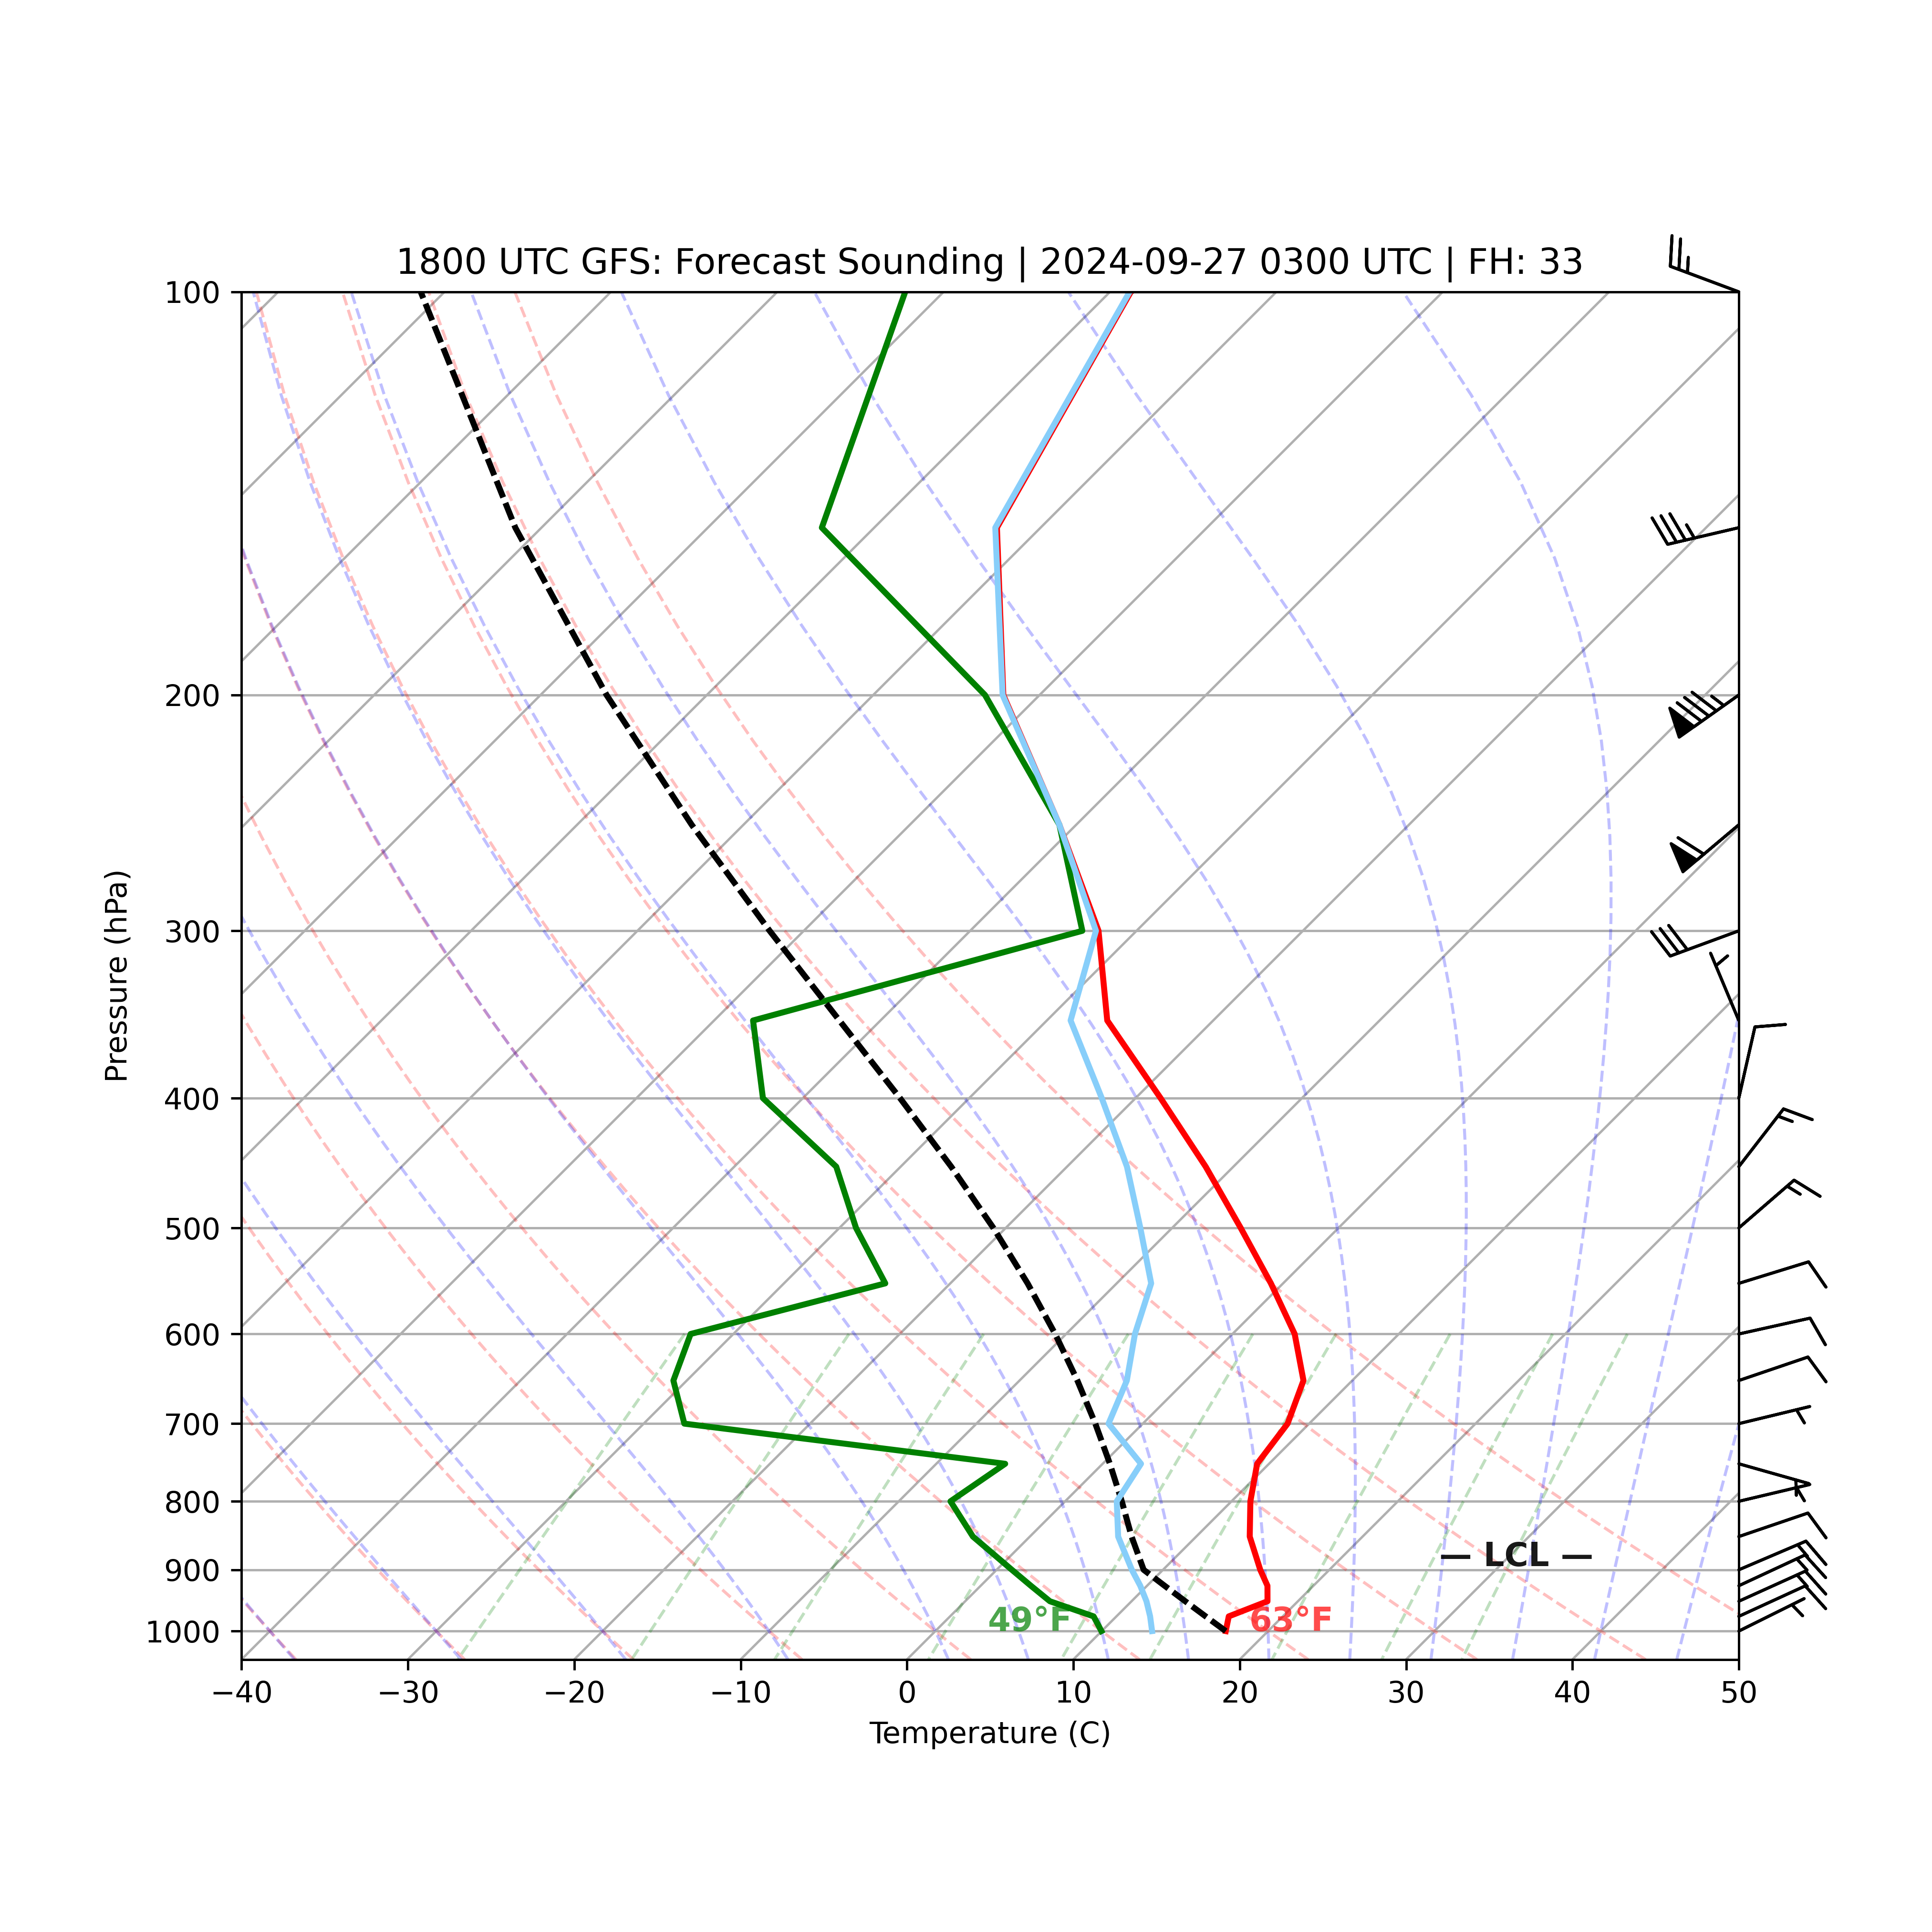 1800 UTC GFS: Forecast Sounding | 2024-09-27 0300 UTC | FH: 33
100
200
300
400
500
600
700
800
900
1000
Pressure (hPa)
— LCL —
49°F
63°F
−40 −30 −20 −10 0 10 20 30 40 50
Temperature (C)